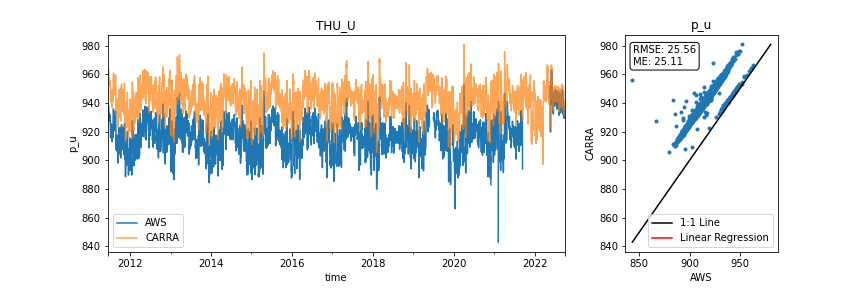 THU_U
p_u
980
960
940
920
900
880
860
840
p_u
AWS
CARRA
2012
2014
2016
2018
2020
2022
time
RMSE: 25.56
ME: 25.11
980
960
940
920
900
880
860
840
CARRA
1:1 Line
Linear Regression
850
900
950
AWS